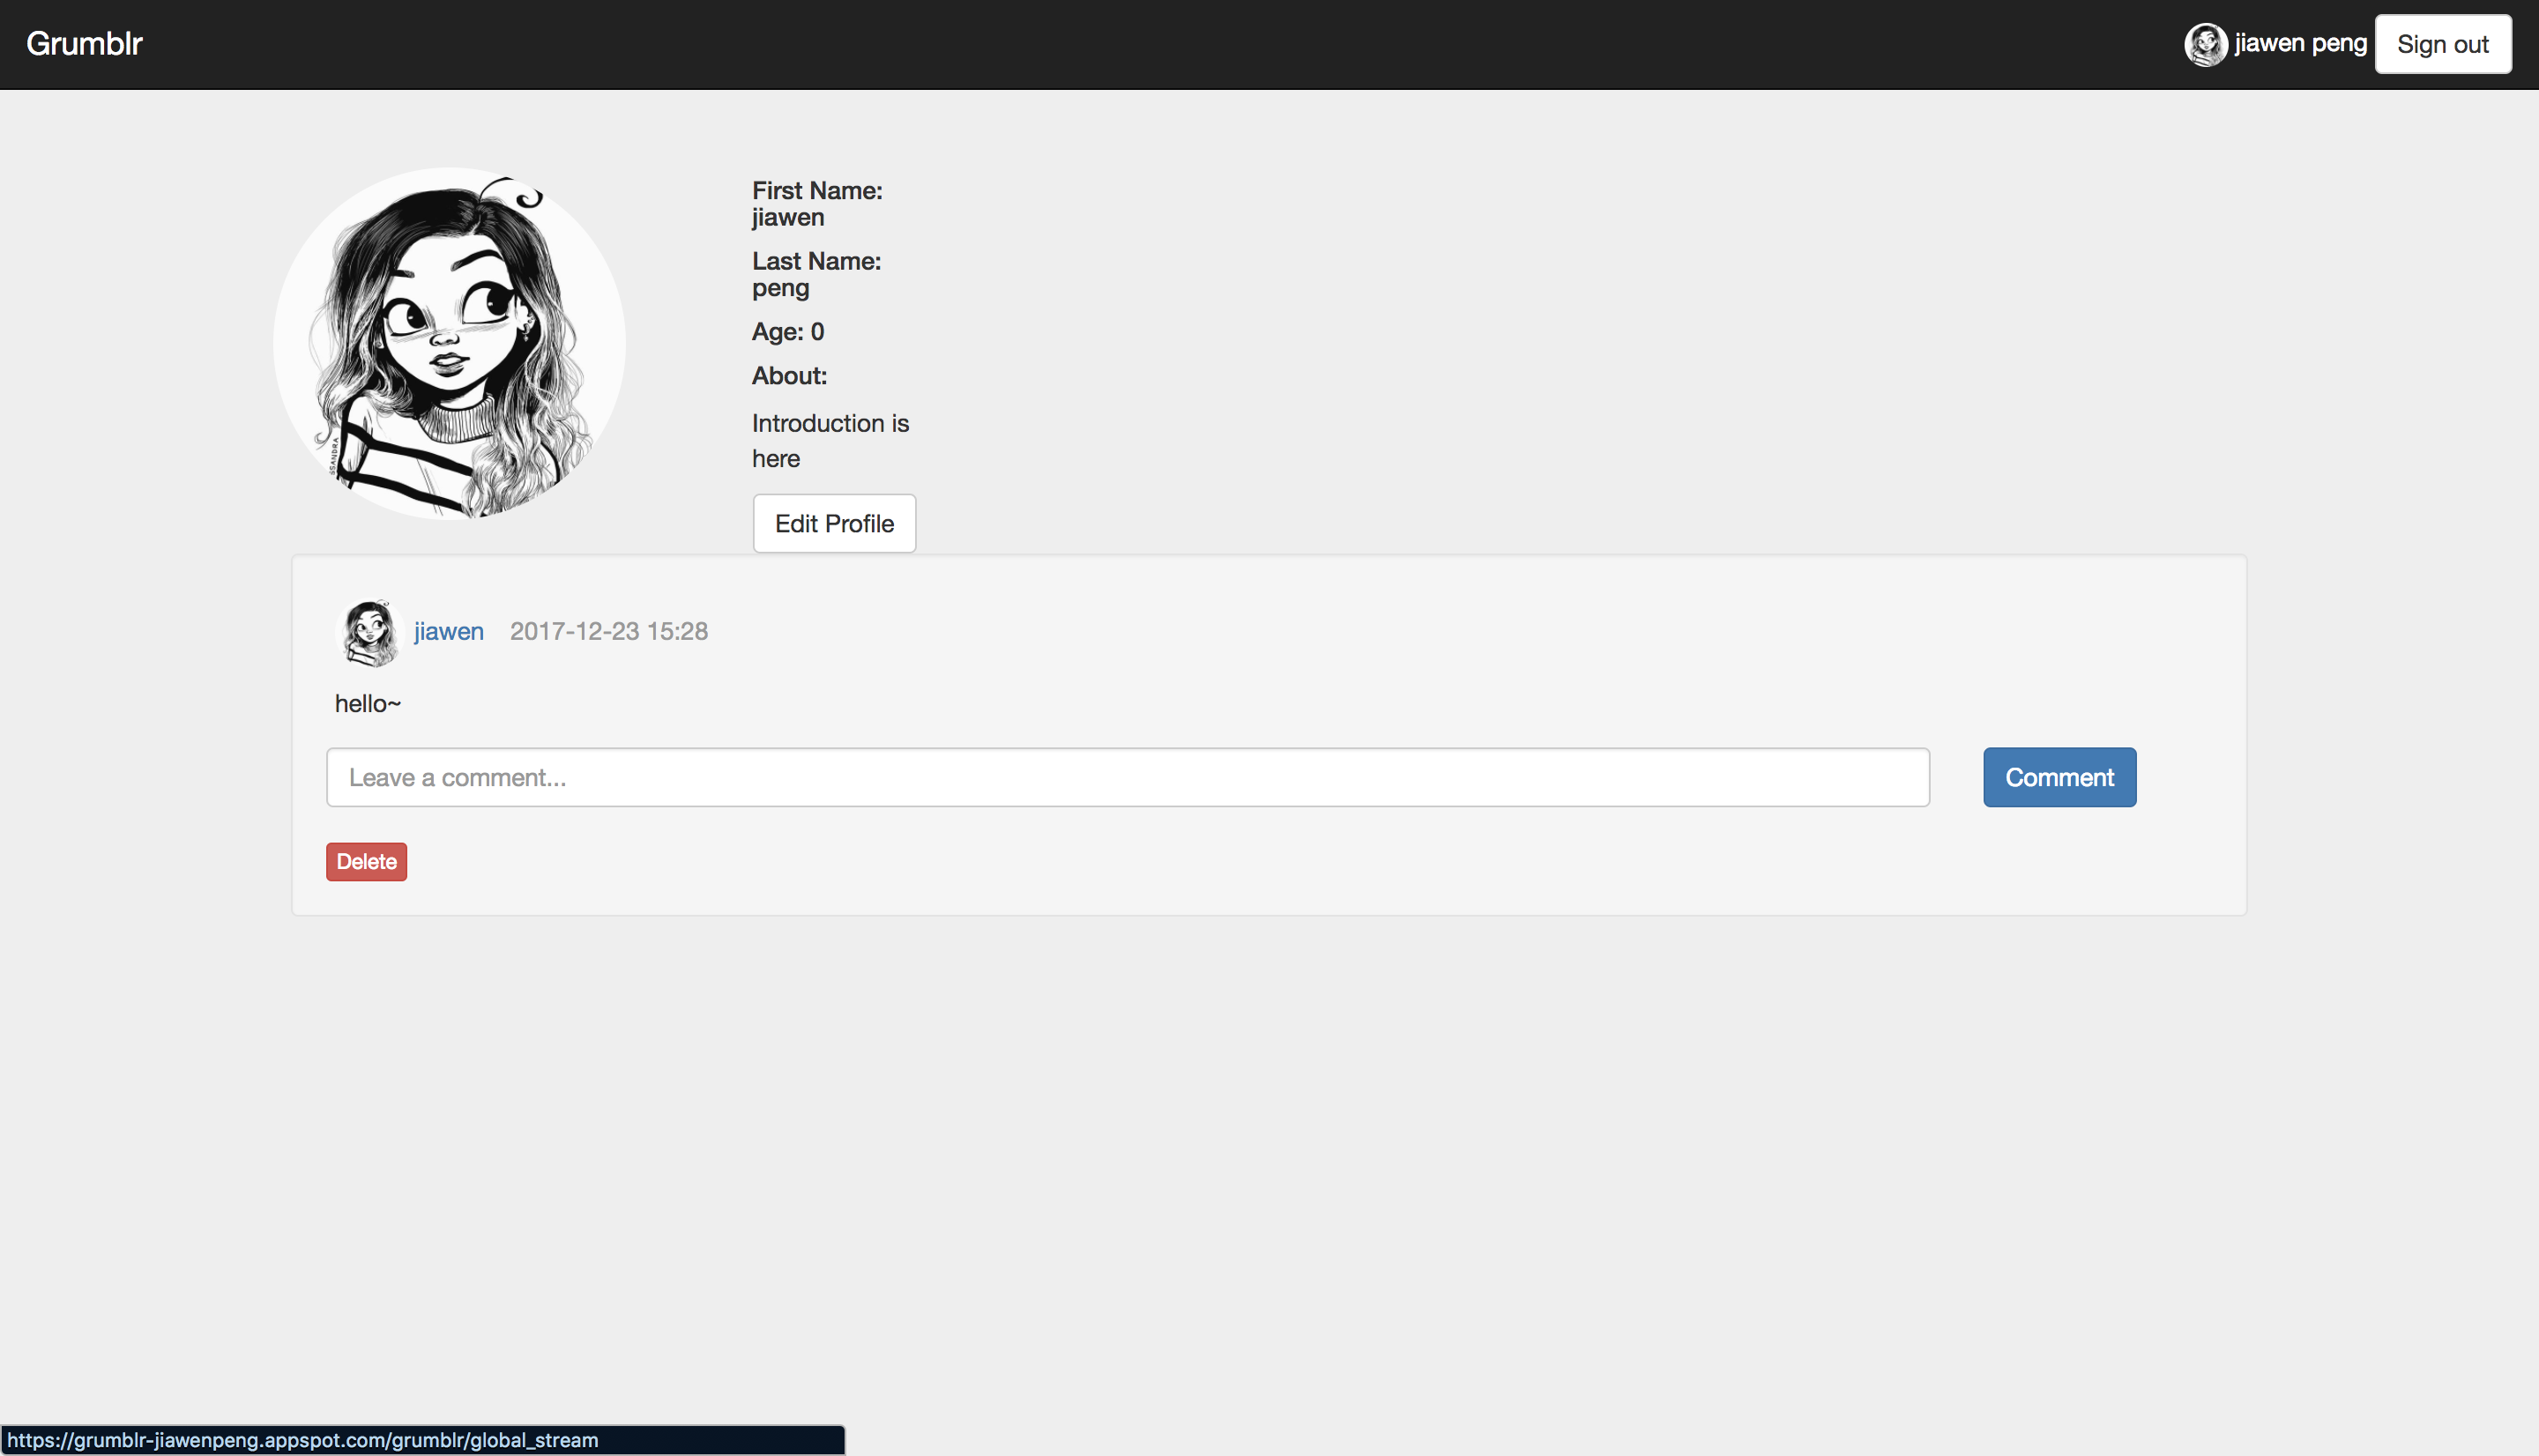 Grumblr
jiawen peng
Sign out
First Name:
jiawen
Last Name:
peng
Age: 0
About:
Introduction is
here
Edit Profile
jiawen 2017-12-23 15:28
hello~
Leave a comment...
Comment
Delete
https://grumblr-jiawenpeng.appspot.com/grumblr/global_stream